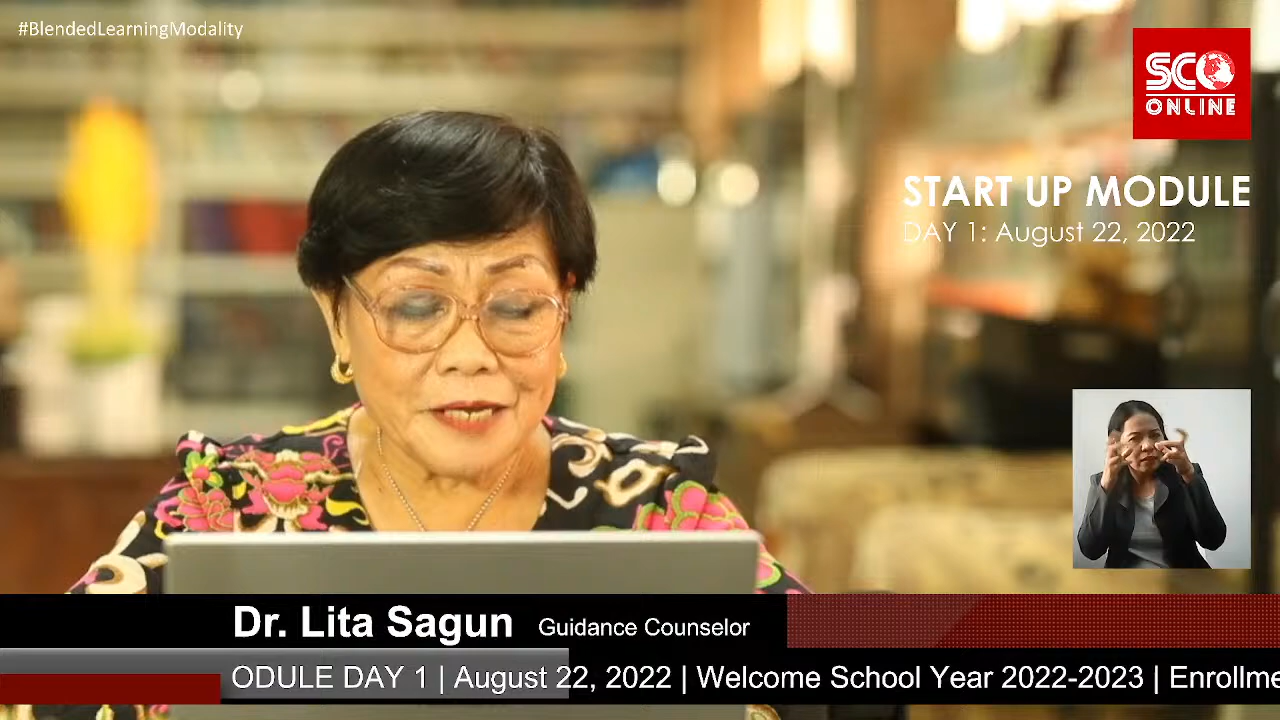 #BlendedLearningModality
SCO
ONLINE
START UP MODULE
DAY 1: August 22, 2022
Dr. Lita Sagun Guidance Counselor
ODULE DAY 1 | August 22, 2022 | Welcome School Year 2022-2023 | Enrollme